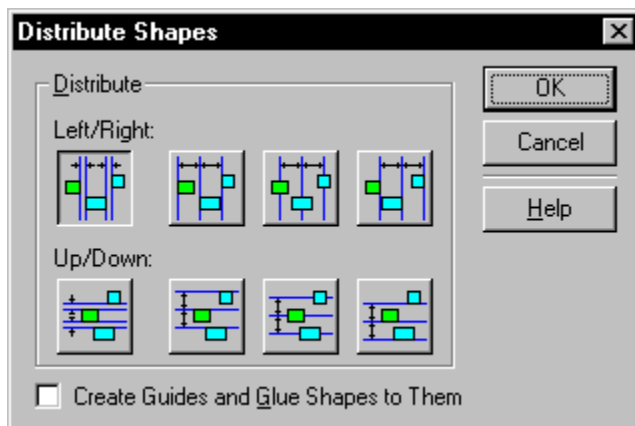 Distribute Shapes
Distribute
Left/Right:
Up/Down:
Create Guides and Glue Shapes to Them
OK
Cancel
Help